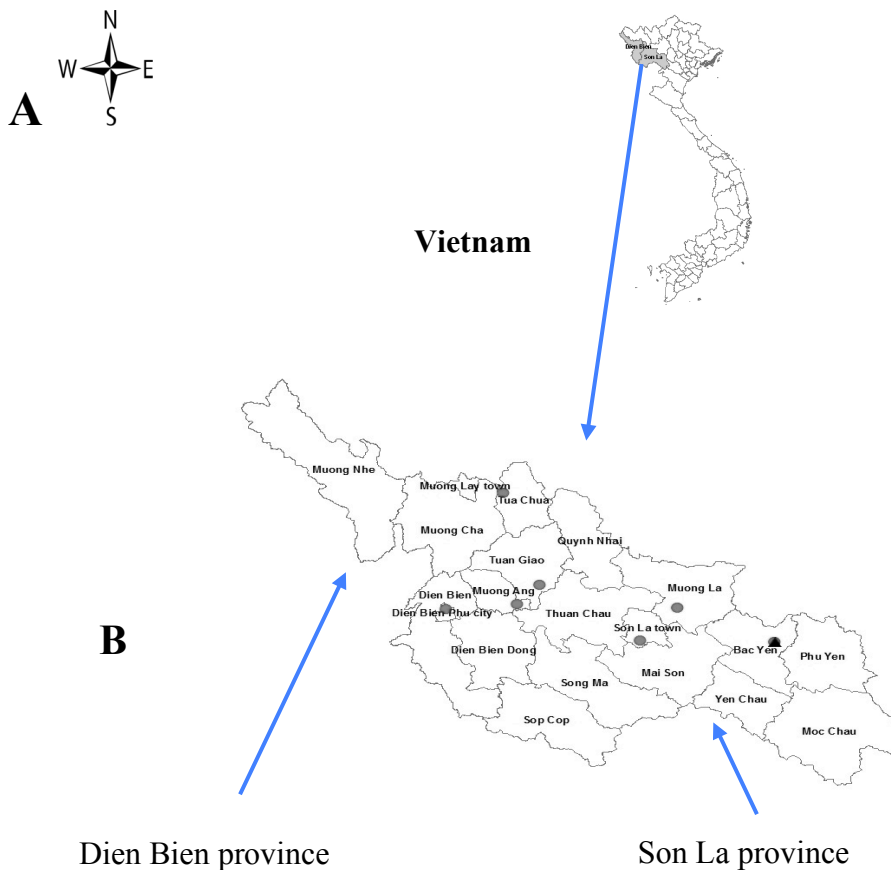 N
W E
S
A
Dien Bien
Son La
Vietnam
Muong Nhe
Muong Lay town
Tua Chua
Muong Cha
Quynh Nhai
Tuan Giao
Dien Bien
Muong Ang
Muong La
Dien Bien Phu city
Thuan Chau
Son La town
B
Dien Bien Dong
Bac Yen
Phu Yen
Song Ma
Mai Son
Yen Chau
Sop Cop
Moc Chau
Dien Bien province
Son La province